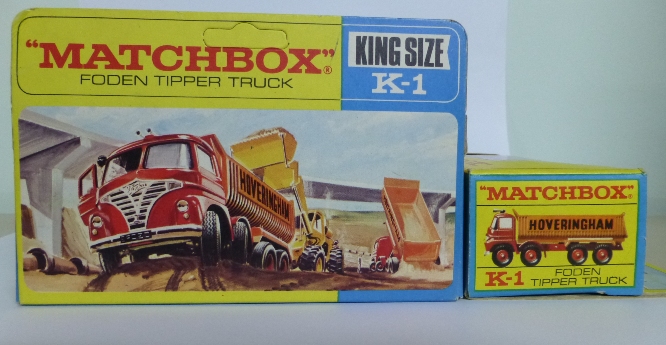 "MATCHBOX"®
FODEN TIPPER TRUCK
KING SIZE
K-1
HOVERINGHAM
"MATCHBOX"®
HOVERINGHAM
K-1
FODEN
TIPPER TRUCK